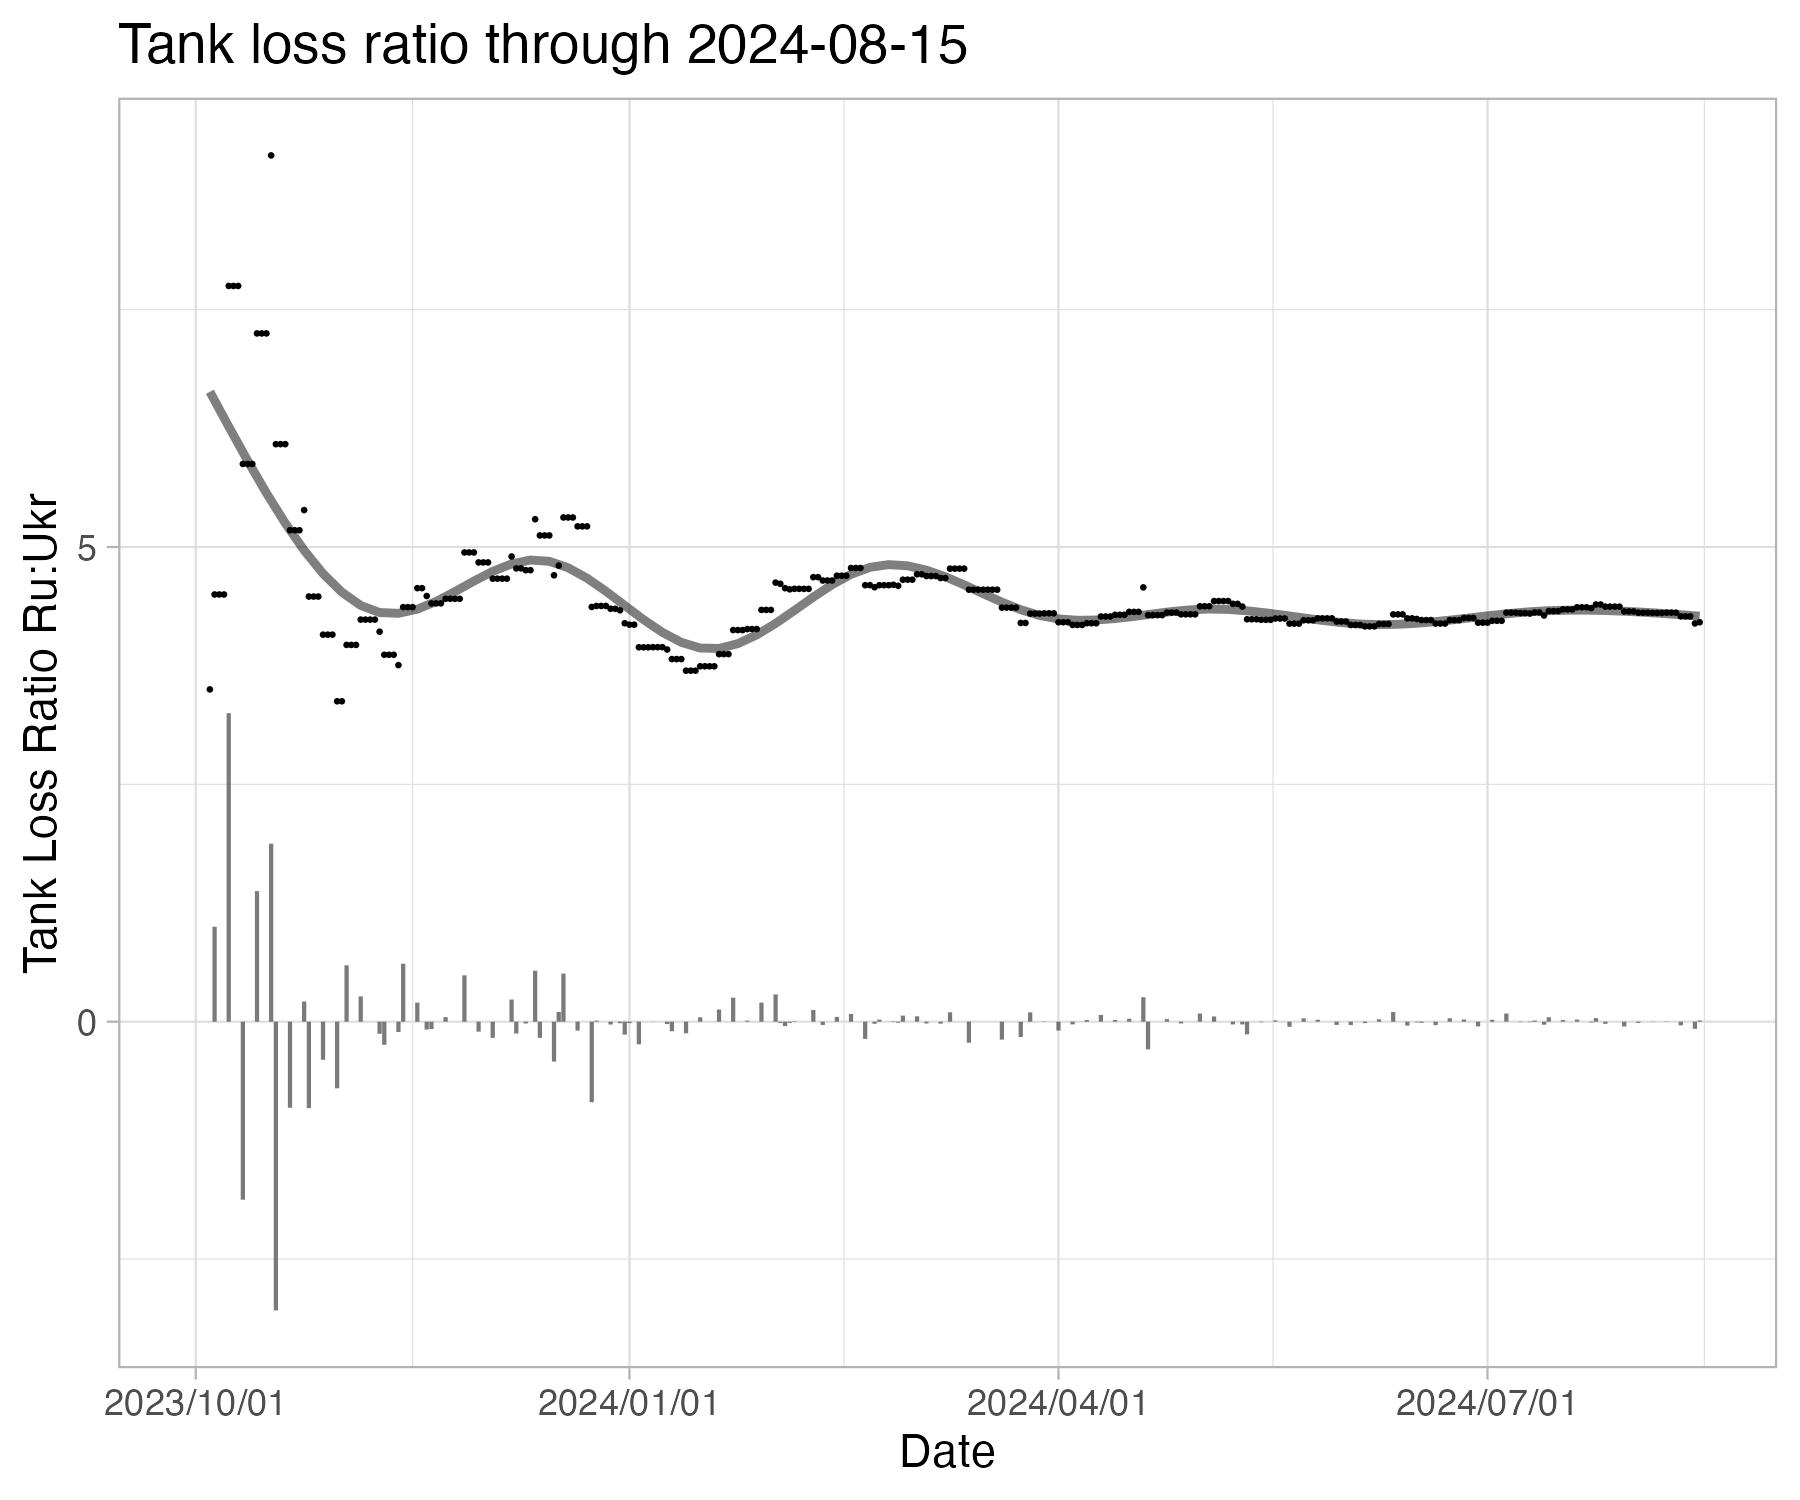 Tank loss ratio through 2024-08-15
Tank Loss Ratio Ru:Ukr
5
0
2023/10/01
2024/01/01
2024/04/01
2024/07/01
Date